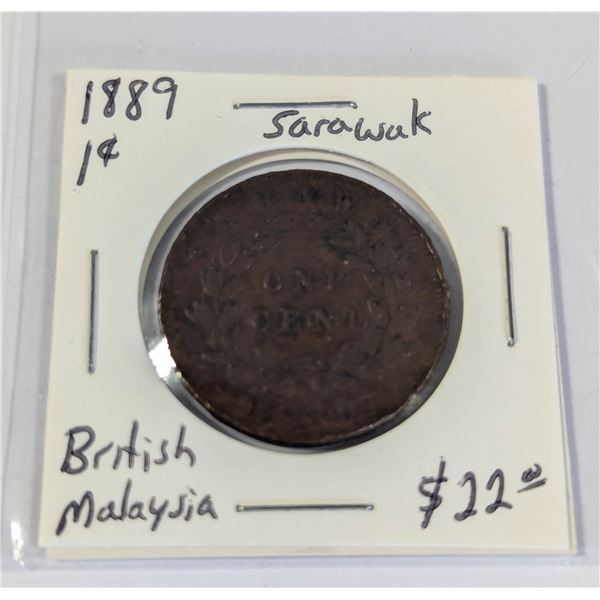 1889
Sarawak
1¢
ONE
CENT
British
Malaysia
$22.00